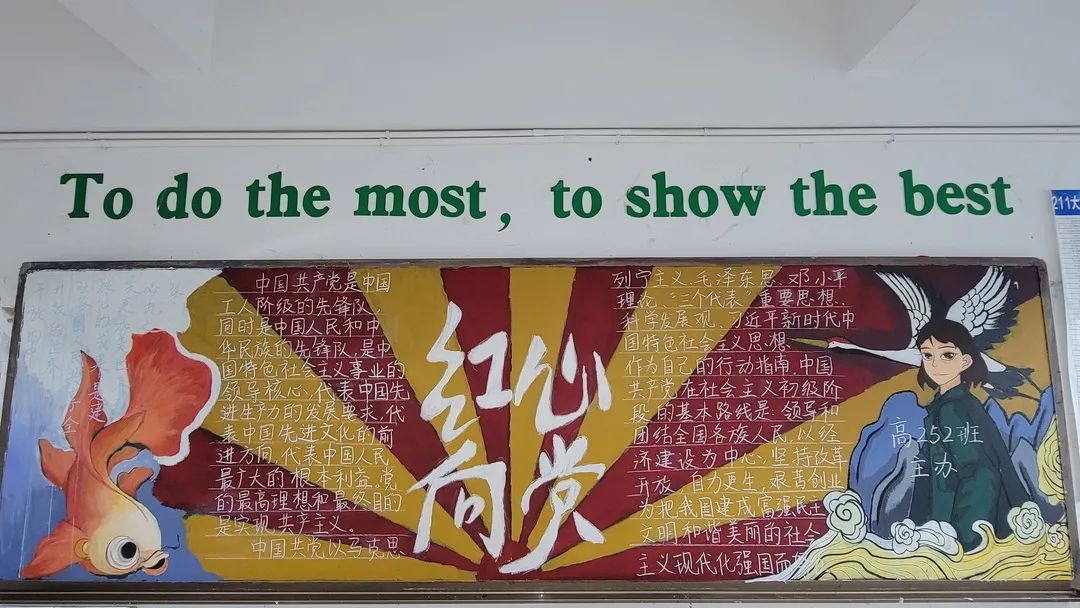 To do the most, to show the best
211大
中国共产党是中国
工人阶级的先锋队,
同时是中国人民和中
华民族的先锋队,是中
国特色社会主义事业的
领导核心,代表中国先
进生产力的发展要求,代
表中国先进文化的前
进方向,代表中国人民
最广大的根本利益。党
的最高理想和最终目的
是实现共产主义。
中国共党,以马克思
红心
向党
列宁主义、毛泽东思、邓小平
理论、"三个代表"重要思想、
科学发展观、习近平新时代中
国特色社会主义思想
作为自己的行动指南,中国
共产党在社会主义初级阶
段的基本路线是:领导和
团结全国各族人民,以经
济建设为中心,坚持改革
开放,自力更生,艰苦创业
为把我国建成富强民主
文明和谐美丽的社会
主义现代化强国而
高252班
主办